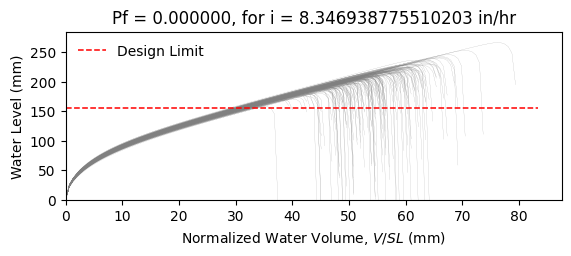 Pf = 0.000000, for i = 8.346938775510203 in/hr
Design Limit
Water Level (mm)
250
200
150
100
50
0
0 10 20 30 40 50 60 70 80
Normalized Water Volume, V/SL (mm)